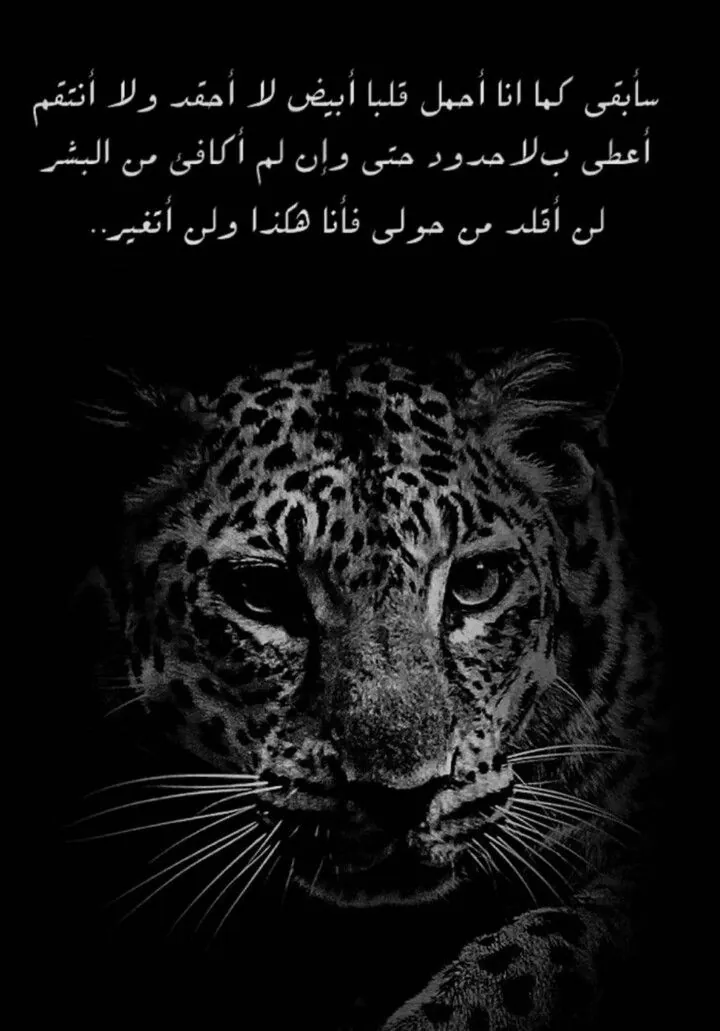 سأبقى كما انا أحمل قلبا أبيض لا أحقد ولا أنتقم
أعطى بلا حدود حتى وإن لم أكافئ من البشر
لن أقلد من حولى فأنا هكذا ولن أتغير..